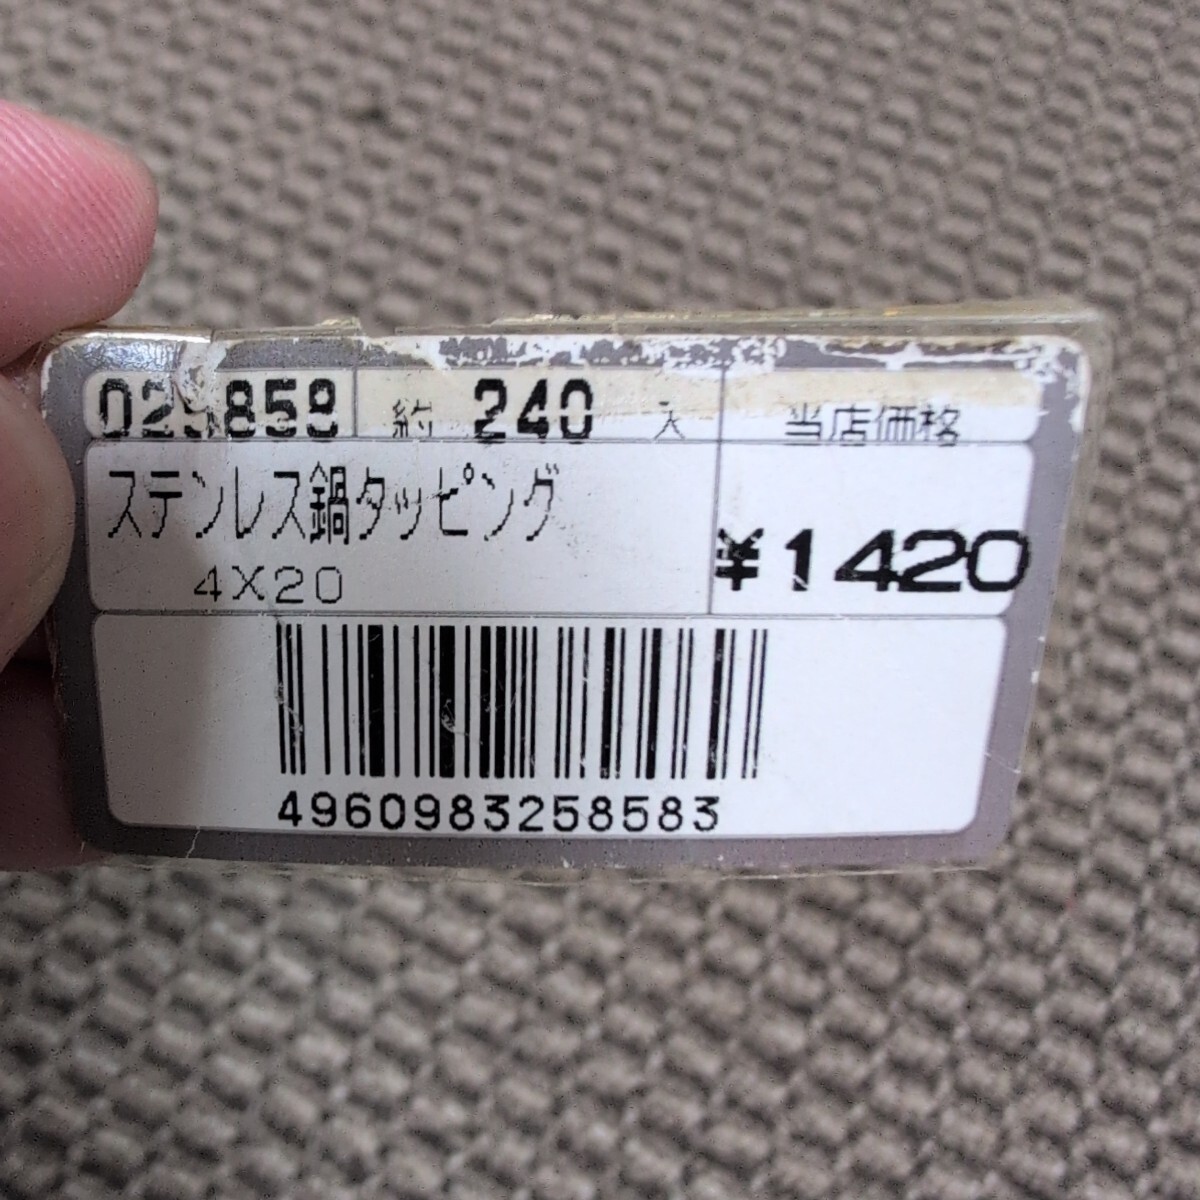 約 240 入 当店価格
ステンレス鍋タッピング
4X20
¥1420
4960983258583